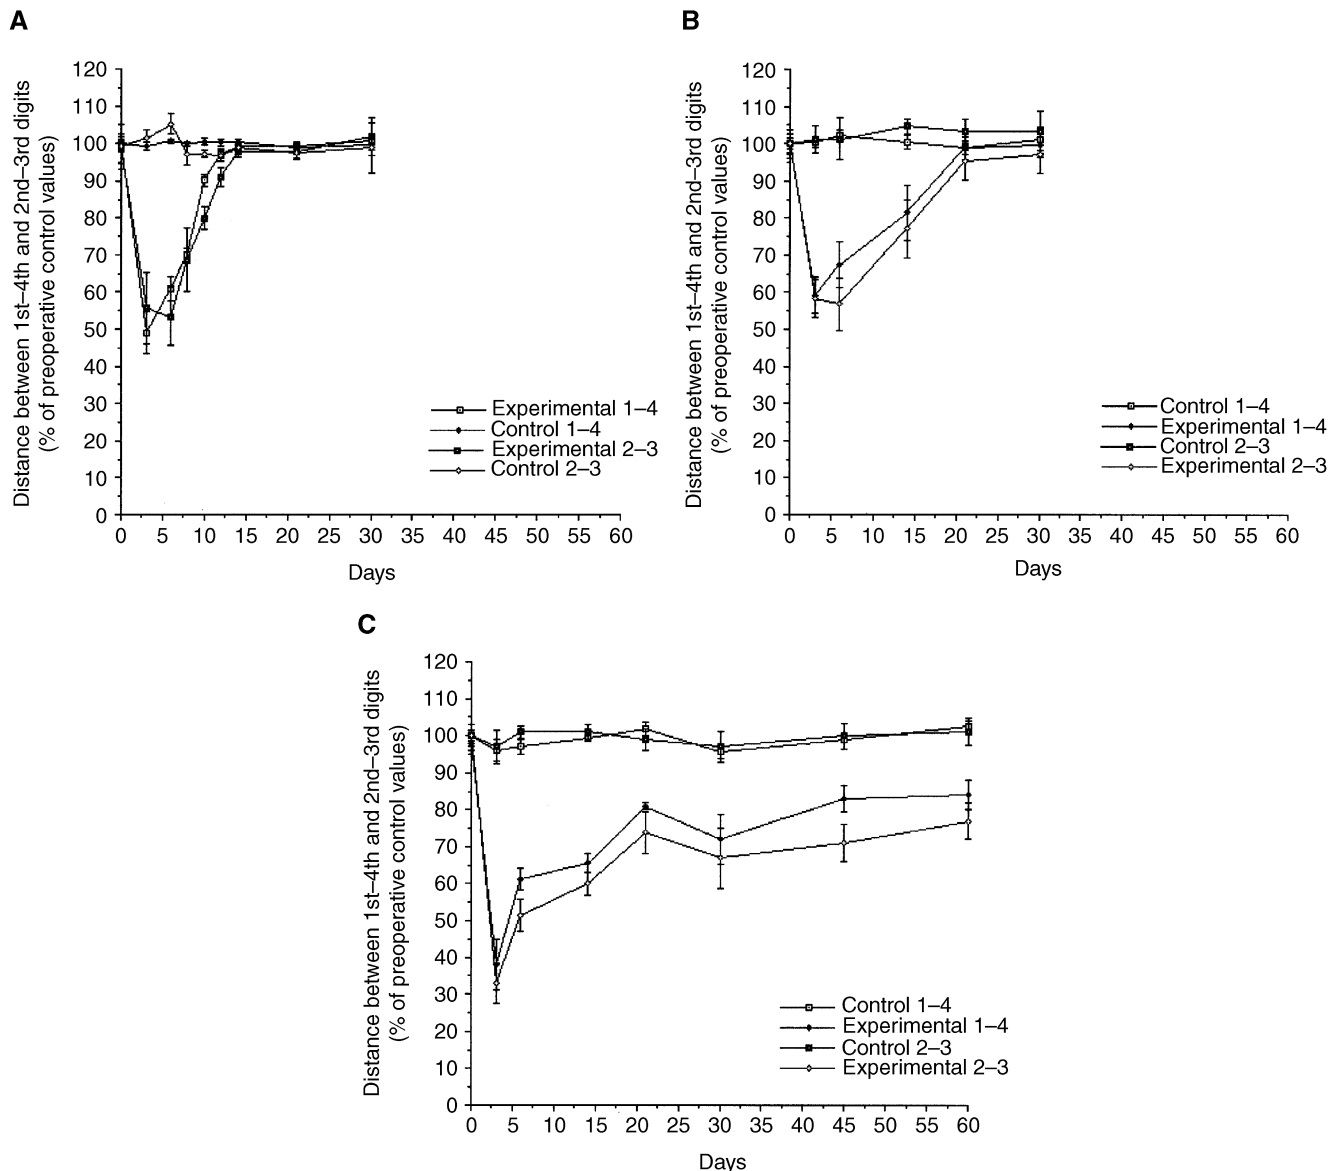 A
Distance between 1st–4th and 2nd–3rd digits
(% of preoperative control values)
120
110
100
90
80
70
60
50
40
30
20
10
0
0 5 10 15 20 25 30 35 40 45 50 55 60
Days
Experimental 1–4
Control 1–4
Experimental 2–3
Control 2–3
B
Distance between 1st–4th and 2nd–3rd digits
(% of preoperative control values)
120
110
100
90
80
70
60
50
40
30
20
10
0
0 5 10 15 20 25 30 35 40 45 50 55 60
Days
Control 1–4
Experimental 1–4
Control 2–3
Experimental 2–3
C
Distance between 1st–4th and 2nd–3rd digits
(% of preoperative control values)
120
110
100
90
80
70
60
50
40
30
20
10
0
0 5 10 15 20 25 30 35 40 45 50 55 60
Days
Control 1–4
Experimental 1–4
Control 2–3
Experimental 2–3